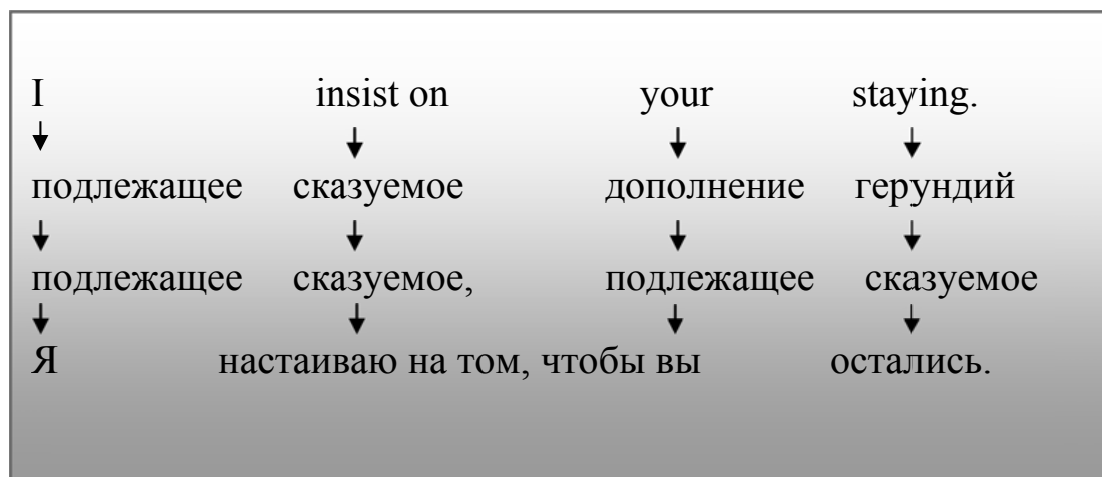 I insist on your staying.
подлежащее сказуемое дополнение герундий
подлежащее сказуемое, подлежащее сказуемое
Я настаиваю на том, чтобы вы остались.